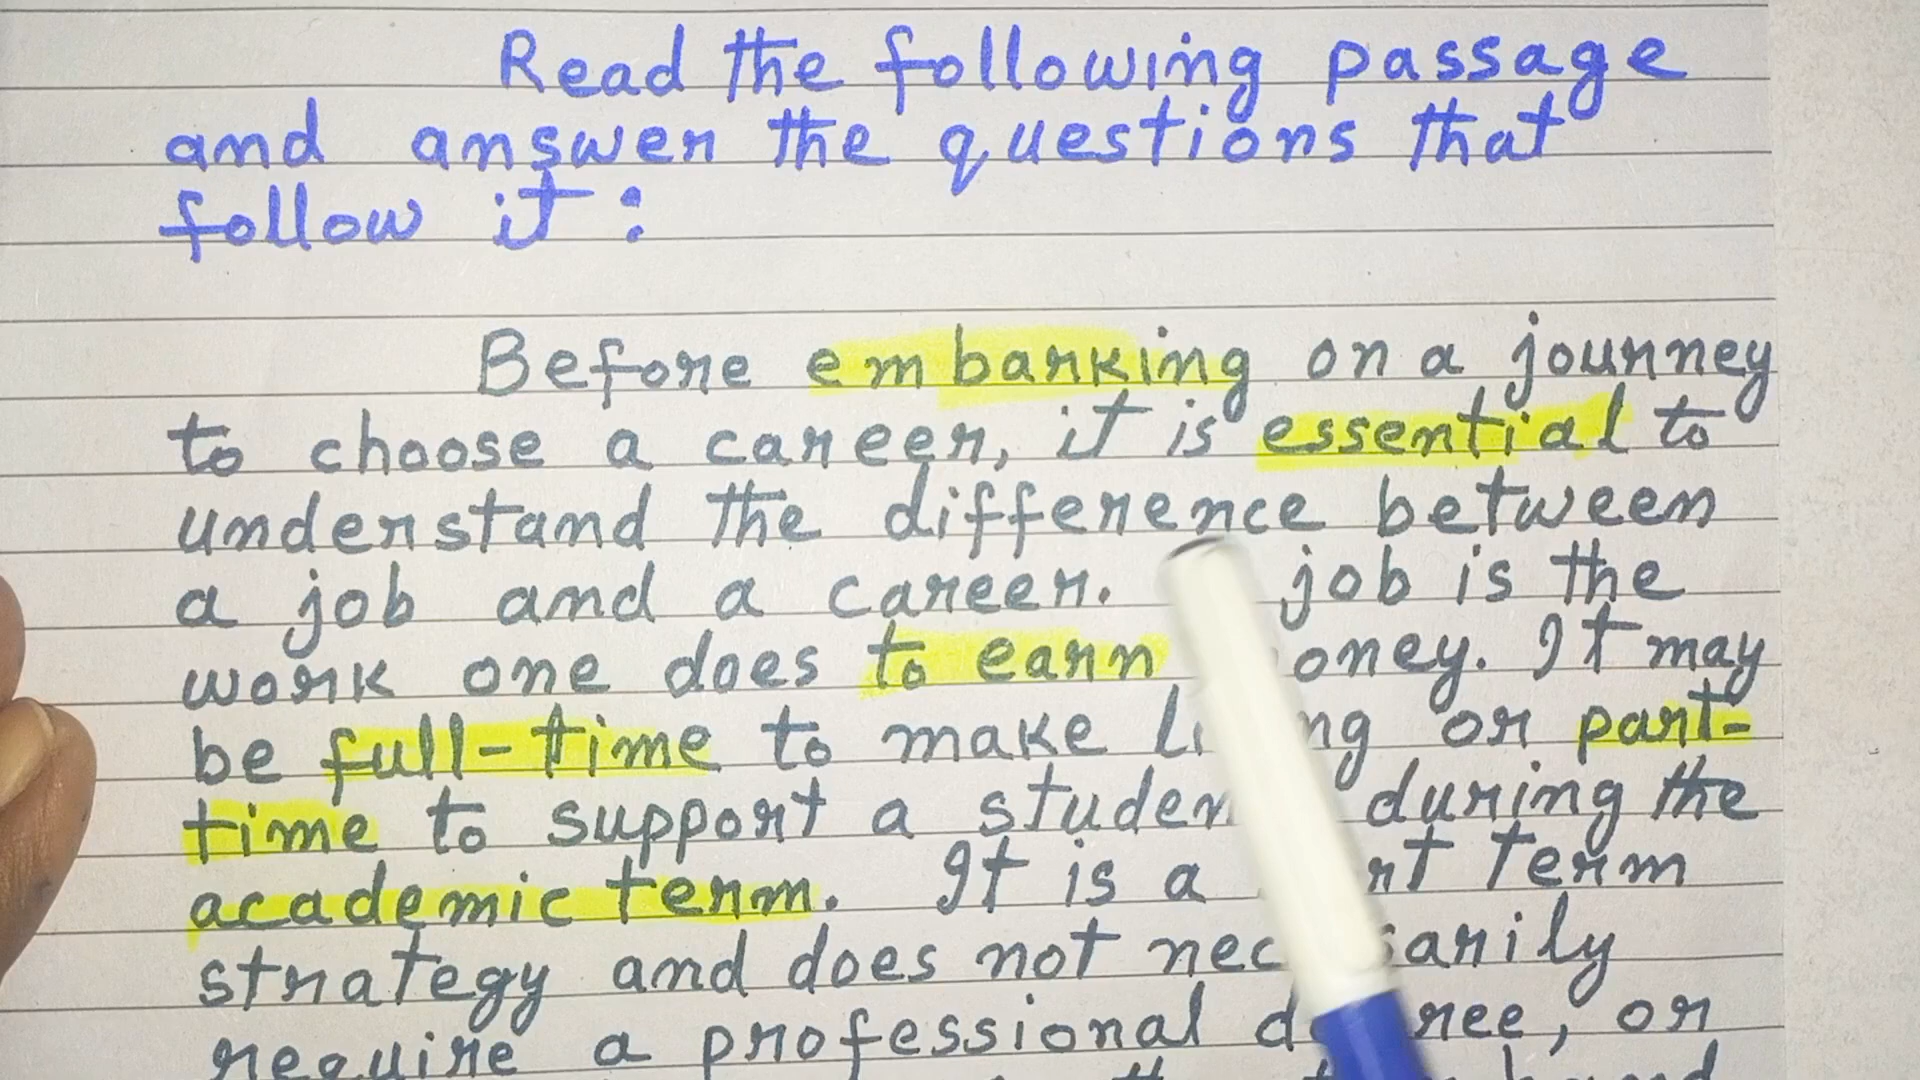 Read the following passage
and answer the questions that
follow it :
Before embarking on a journey
to choose a career, it is essential to
understand the difference between
a job and a career. job is the
work one does to earn oney. It may
be full-time to make li ng or part-
time to support a studen during the
academic term. It is a rt term
strategy and does not nec sarily
require a professional d ree, or